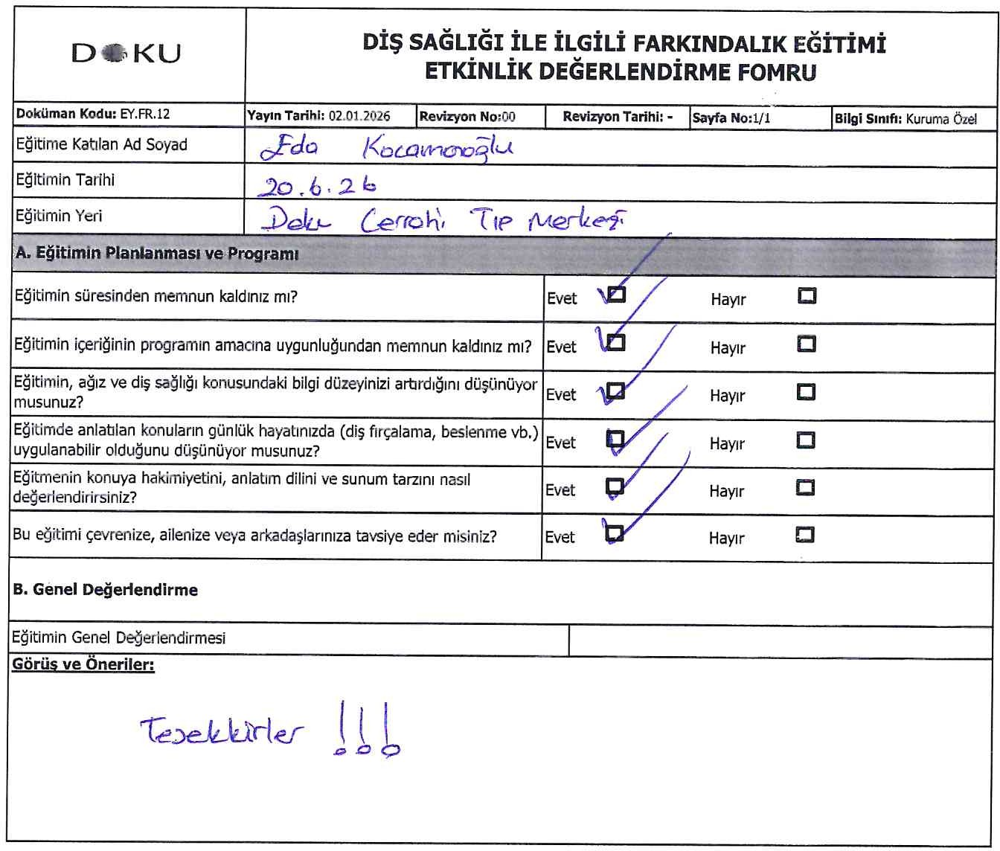 DOKU
DİŞ SAĞLIĞI İLE İLGİLİ FARKINDALIK EĞİTİMİ
ETKİNLİK DEĞERLENDİRME FOMRU
Doküman Kodu: EY.FR.12 Yayın Tarihi: 02.01.2026 Revizyon No:00 Revizyon Tarihi: - Sayfa No:1/1 Bilgi Sınıfı: Kuruma Özel
Eğitime Katılan Ad Soyad Eda Kocamanoğlu
Eğitimin Tarihi 20.6.26
Eğitimin Yeri Doku Cerrahi Tıp Merkezi
A. Eğitimin Planlanması ve Programı
Eğitimin süresinden memnun kaldınız mı? Evet Hayır
Eğitimin içeriğinin programın amacına uygunluğundan memnun kaldınız mı? Evet Hayır
Eğitimin, ağız ve diş sağlığı konusundaki bilgi düzeyinizi artırdığını düşünüyor
musunuz? Evet Hayır
Eğitimde anlatılan konuların günlük hayatınızda (diş fırçalama, beslenme vb.)
uygulanabilir olduğunu düşünüyor musunuz? Evet Hayır
Eğitmenin konuya hakimiyetini, anlatım dilini ve sunum tarzını nasıl
değerlendirirsiniz? Evet Hayır
Bu eğitimi çevrenize, ailenize veya arkadaşlarınıza tavsiye eder misiniz? Evet Hayır
B. Genel Değerlendirme
Eğitimin Genel Değerlendirmesi
Görüş ve Öneriler:
Teşekkürler !!!